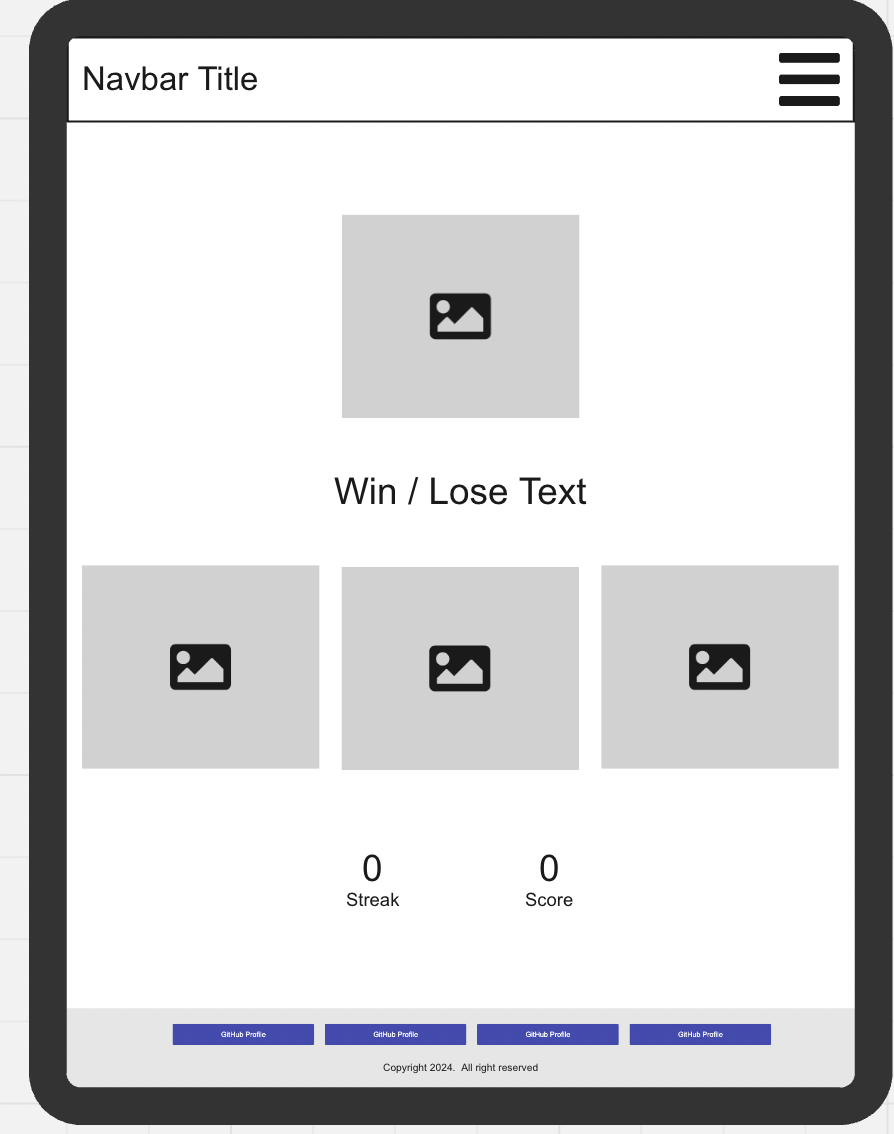 Navbar Title
Win / Lose Text
0 0
Streak Score
GitHub Profile GitHub Profile GitHub Profile GitHub Profile
Copyright 2024. All right reserved